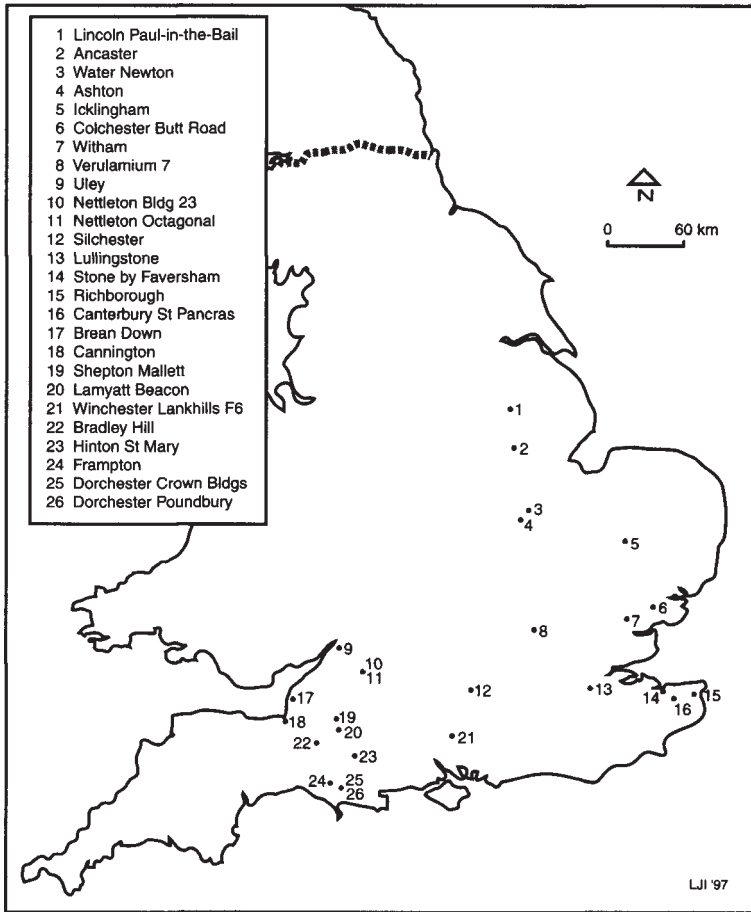 1 Lincoln Paul-in-the-Bail
2 Ancaster
3 Water Newton
4 Ashton
5 Icklingham
6 Colchester Butt Road
7 Witham
8 Verulamium 7
9 Uley
10 Nettleton Bldg 23
11 Nettleton Octagonal
12 Silchester
13 Lullingstone
14 Stone by Faversham
15 Richborough
16 Canterbury St Pancras
17 Brean Down
18 Cannington
19 Shepton Mallett
20 Lamyatt Beacon
21 Winchester Lankhills F6
22 Bradley Hill
23 Hinton St Mary
24 Frampton
25 Dorchester Crown Bldgs
26 Dorchester Poundbury
N
0 60 km
1
2
3
4
5
6
7
8
9
10
11
12
13
14
15
16
17
18
19
20
21
22
23
24
25
26
LJI '97